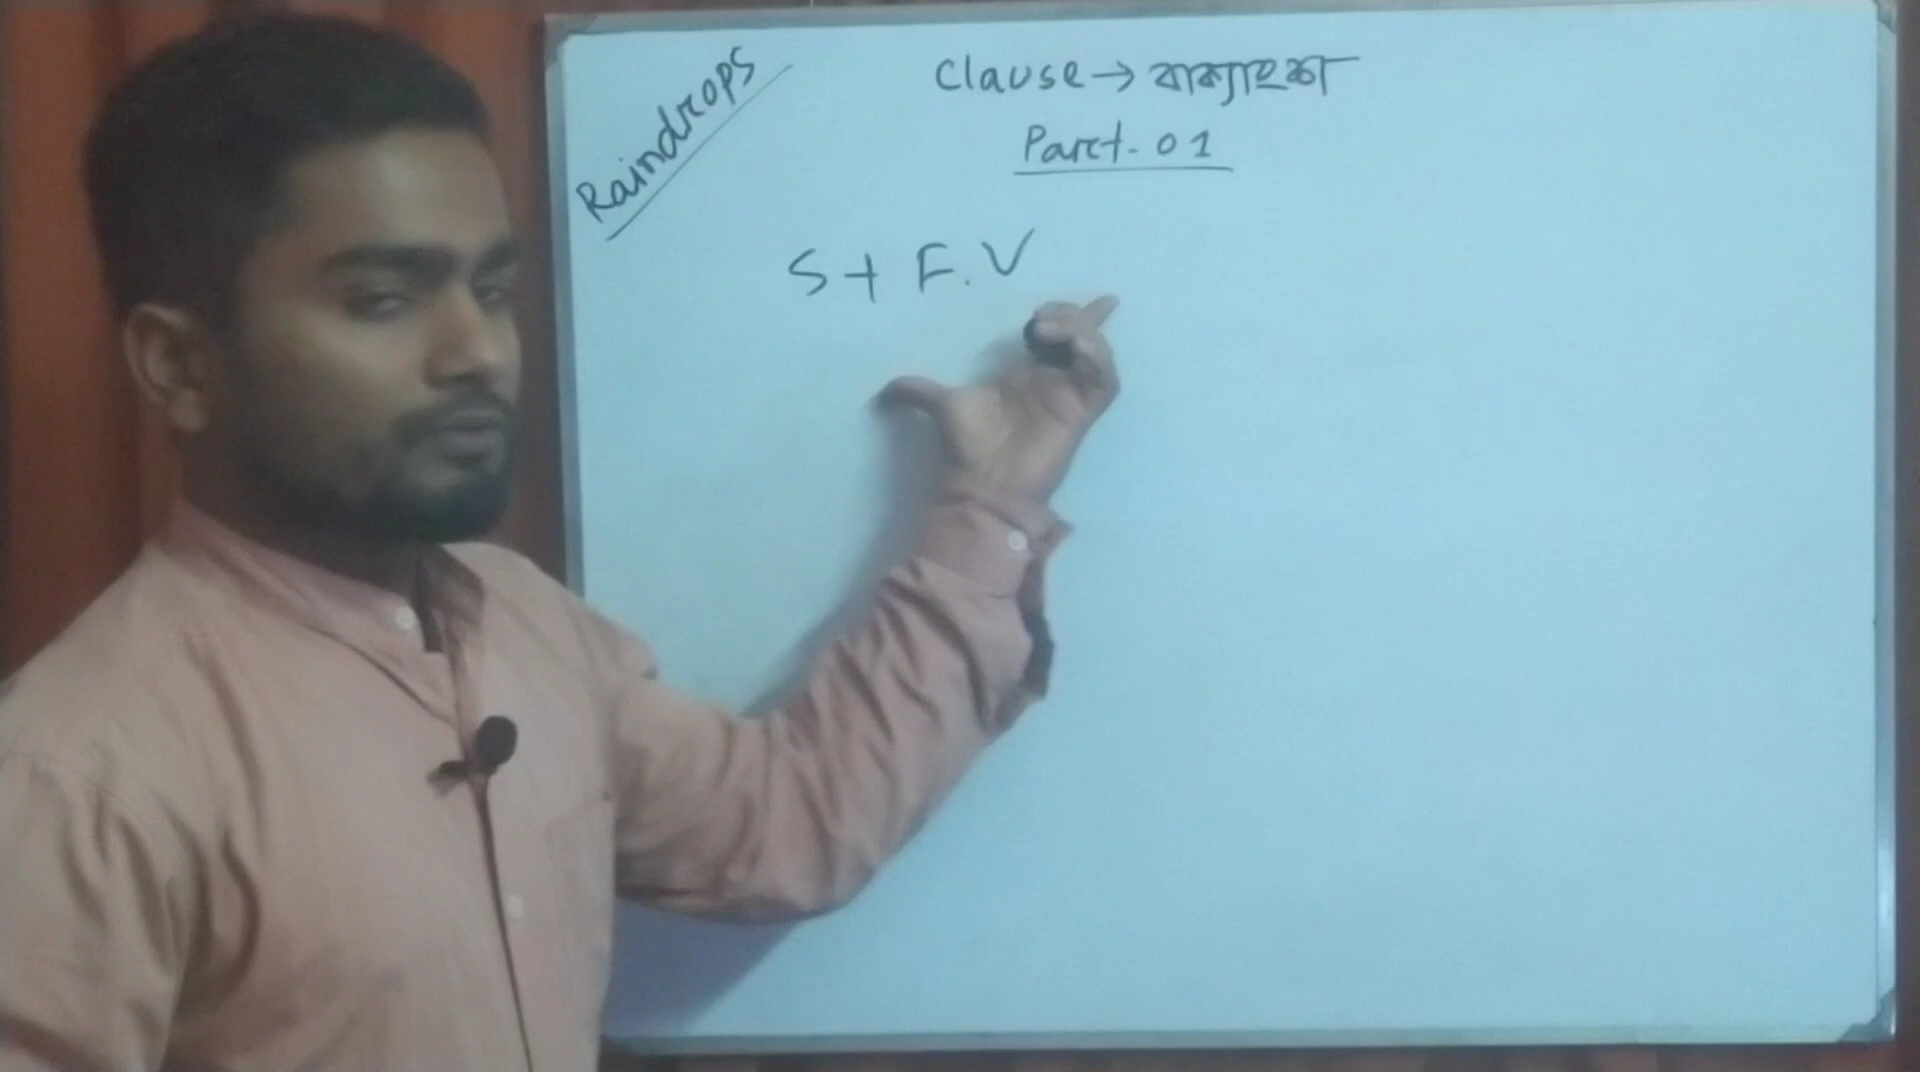 Raindrops
Clause → বাক্যাংশ
Part-01
S + F.V